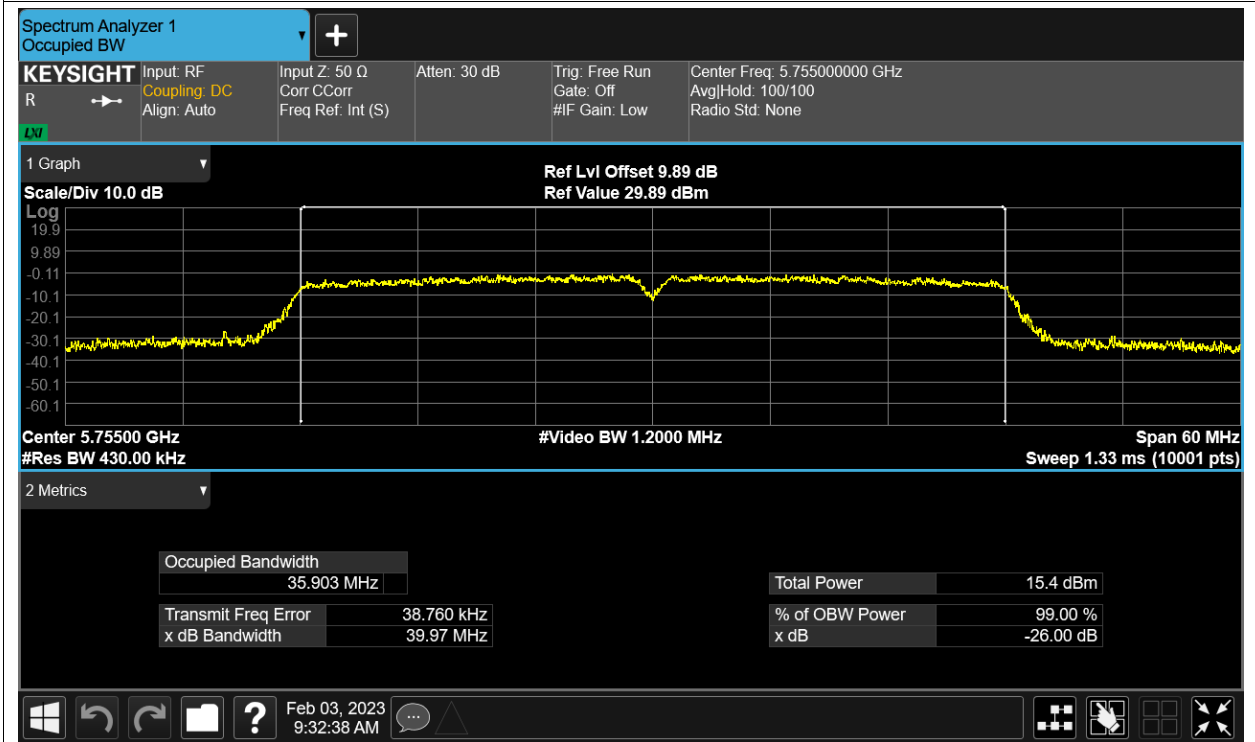 Spectrum Analyzer 1
Occupied BW
KEYSIGHT
R
LXI
Input: RF
Coupling: DC
Align: Auto
Input Z: 50 Ω
Corr CCorr
Freq Ref: Int (S)
Atten: 30 dB
Trig: Free Run
Gate: Off
#IF Gain: Low
Center Freq: 5.755000000 GHz
Avg|Hold: 100/100
Radio Std: None
1 Graph
Scale/Div 10.0 dB
Ref Lvl Offset 9.89 dB
Ref Value 29.89 dBm
Log
19.9
9.89
-0.11
-10.1
-20.1
-30.1
-40.1
-50.1
-60.1
Center 5.75500 GHz
#Video BW 1.2000 MHz
Span 60 MHz
#Res BW 430.00 kHz
Sweep 1.33 ms (10001 pts)
2 Metrics
Occupied Bandwidth
35.903 MHz
Total Power 15.4 dBm
Transmit Freq Error 38.760 kHz
% of OBW Power 99.00 %
x dB Bandwidth 39.97 MHz
x dB -26.00 dB
?
Feb 03, 2023
9:32:38 AM